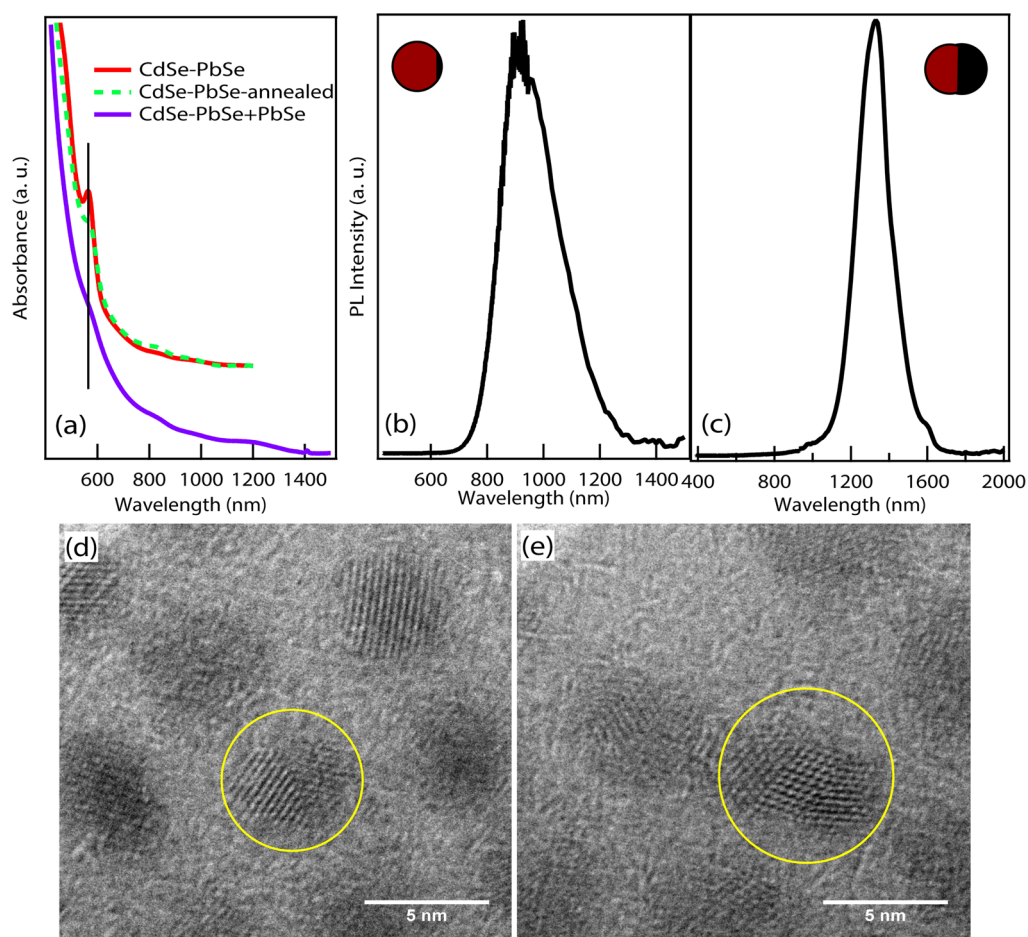 CdSe-PbSe
CdSe-PbSe-annealed
CdSe-PbSe+PbSe
Absorbance (a. u.)
(a)
600 800 1000 1200 1400
Wavelength (nm)
PL Intensity (a. u.)
(b)
600 800 1000 1200 1400
Wavelength (nm)
(c)
400 800 1200 1600 2000
Wavelength (nm)
(d)
5 nm
(e)
5 nm